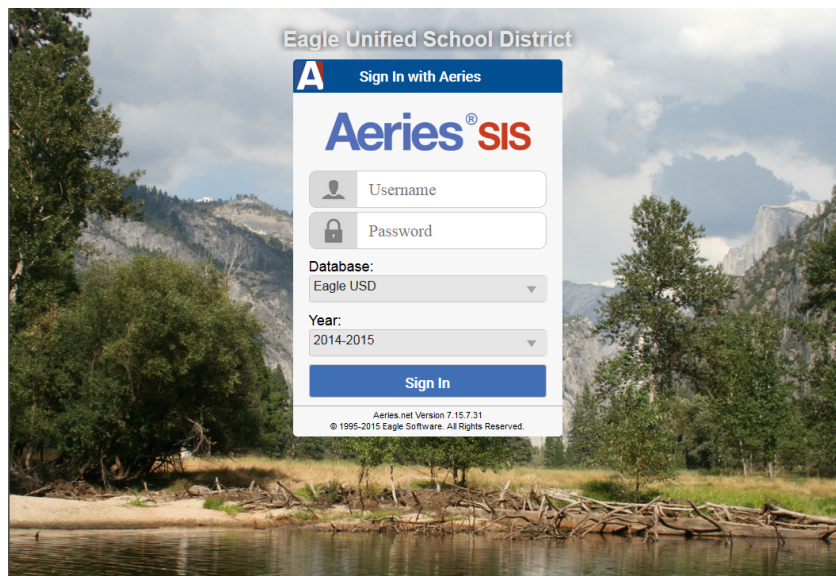 Eagle Unified School District
A Sign In with Aeries
Aeries® SIS
Username
Password
Database:
Eagle USD
Year:
2014-2015
Sign In
Aeries.net Version 7.15.7.31
© 1995-2015 Eagle Software. All Rights Reserved.